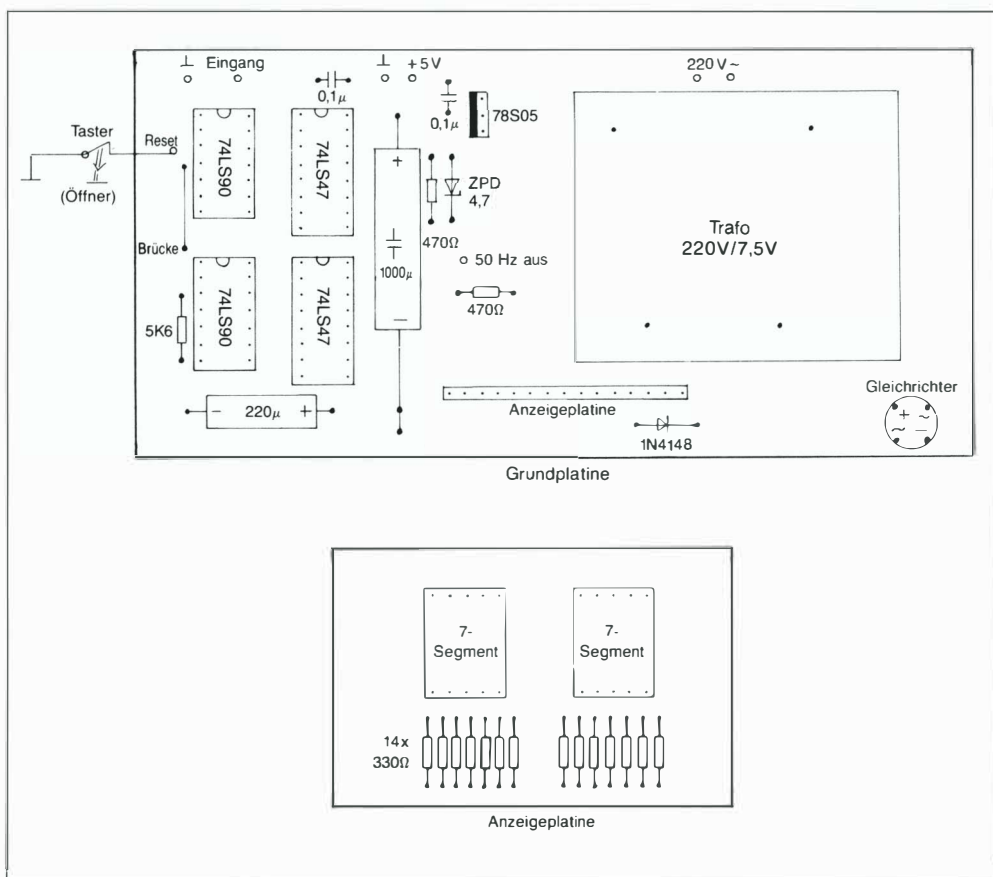 ⊥ Eingang
⊥ +5V
220V~
0,1μ
0,1μ
78S05
Taster
(Öffner)
Reset
74LS90
74LS47
+
ZPD
4,7
470Ω
Trafo
220V/7,5V
Brücke
1000μ
50 Hz aus
470Ω
5K6
74LS90
74LS47
−
- 220μ +
Anzeigeplatine
1N4148
Gleichrichter
+ ~
~ −
Grundplatine
7-
Segment
7-
Segment
14x
330Ω
Anzeigeplatine